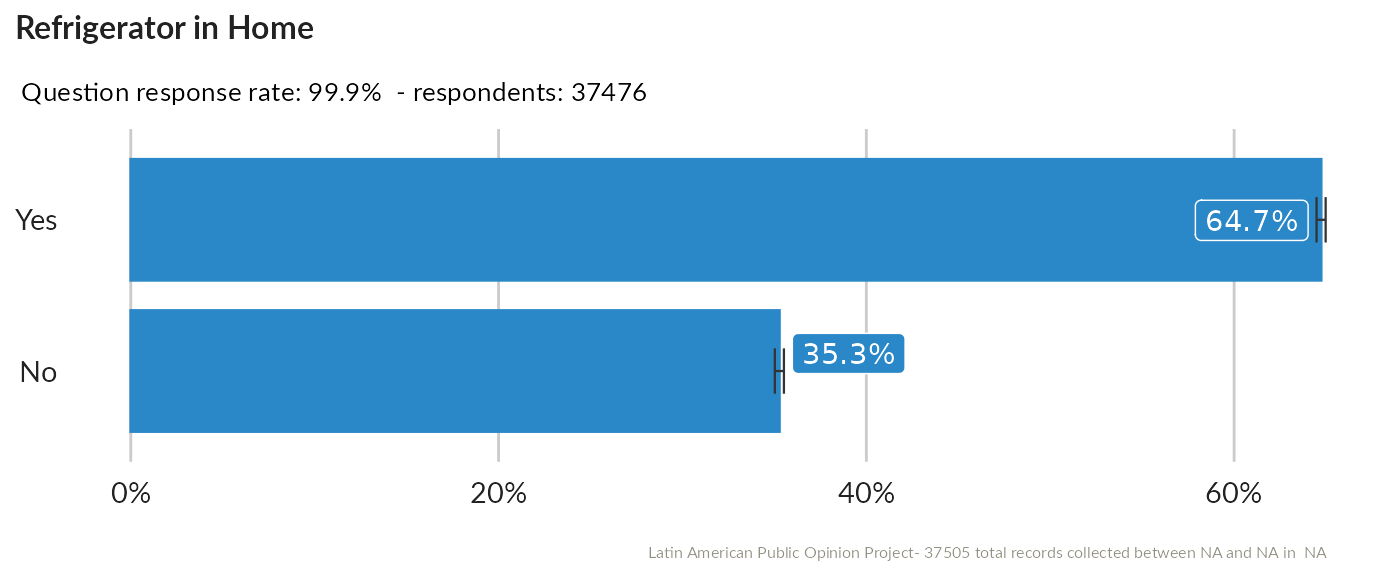 Refrigerator in Home
Question response rate: 99.9% - respondents: 37476
Yes
64.7%
No
35.3%
0% 20% 40% 60%
Latin American Public Opinion Project- 37505 total records collected between NA and NA in NA